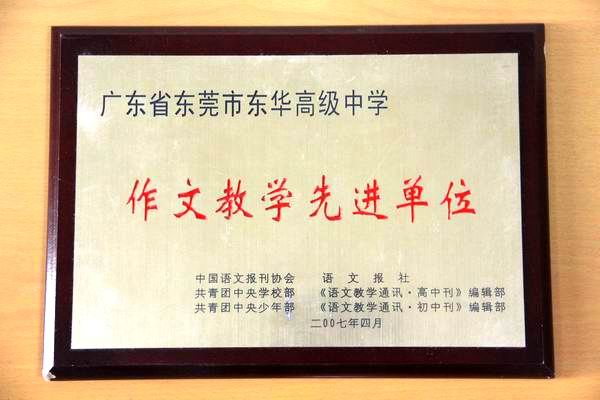 广东省东莞市东华高级中学
作文教学先进单位
中国语文报刊协会 语文报社
共青团中央学校部 《语文教学通讯·高中刊》编辑部
共青团中央少年部 《语文教学通讯·初中刊》编辑部
二00七年四月